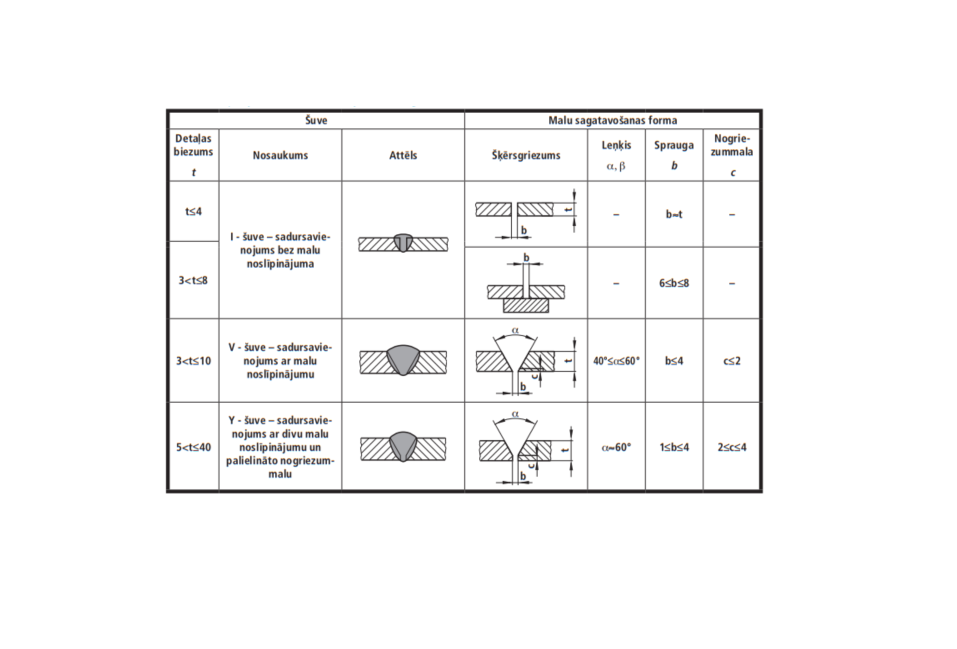 Šuve
Malu sagatavošanas forma
Detaļas
biezums
t
Nosaukums
Attēls
Šķērsgriezums
Leņķis
α, β
Sprauga
b
Nogrie-
zummala
c
t≤4
I - šuve – sadursavie-
nojums bez malu
noslīpinājuma
t
b
–
b≈t
–
3<t≤8
b
–
6≤b≤8
–
3<t≤10
V - šuve – sadursavie-
nojums ar malu
noslīpinājumu
α
t
c
b
40°≤α≤60°
b≤4
c≤2
5<t≤40
Y - šuve – sadursavie-
nojums ar divu malu
noslīpinājumu un
palielināto nogriezum-
malu
α
t
c
b
α≈60°
1≤b≤4
2≤c≤4